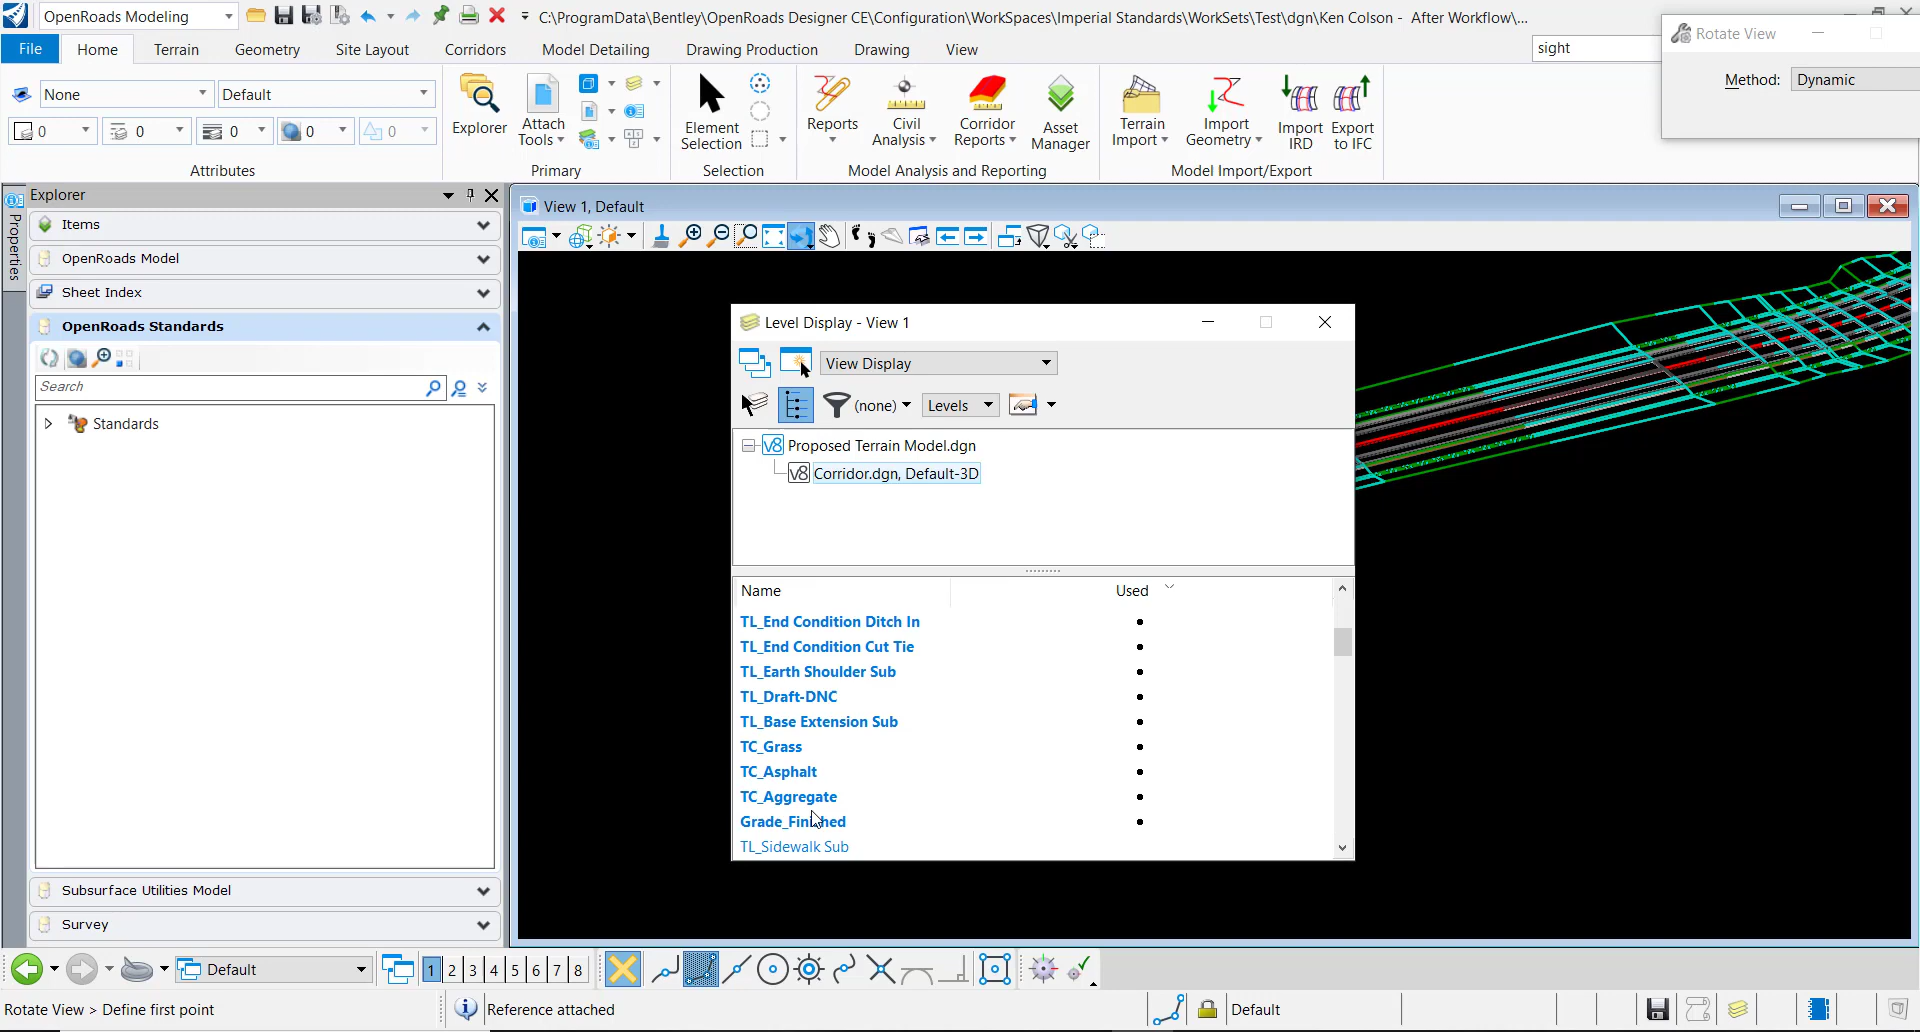 OpenRoads Modeling
C:\ProgramData\Bentley\OpenRoads Designer CE\Configuration\WorkSpaces\Imperial Standards\WorkSets\Test\dgn\Ken Colson - After Workflow\...
File Home Terrain Geometry Site Layout Corridors Model Detailing Drawing Production Drawing View
sight
Rotate View
Method: Dynamic
None Default
0 0 0 0 0
Attributes
Explorer
Attach Tools
Primary
Element Selection
Selection
Reports
Civil Analysis
Corridor Reports
Asset Manager
Model Analysis and Reporting
Terrain Import
Import Geometry
Import IRD
Export to IFC
Model Import/Export
Properties
Explorer
Items
OpenRoads Model
Sheet Index
OpenRoads Standards
Search
Standards
Subsurface Utilities Model
Survey
View 1, Default
Level Display - View 1
View Display
(none) Levels
V8 Proposed Terrain Model.dgn
V8 Corridor.dgn, Default-3D
Name Used
TL_End Condition Ditch In
TL_End Condition Cut Tie
TL_Earth Shoulder Sub
TL_Draft-DNC
TL_Base Extension Sub
TC_Grass
TC_Asphalt
TC_Aggregate
Grade_Finished
TL_Sidewalk Sub
Default
1 2 3 4 5 6 7 8
Rotate View > Define first point
Reference attached
Default